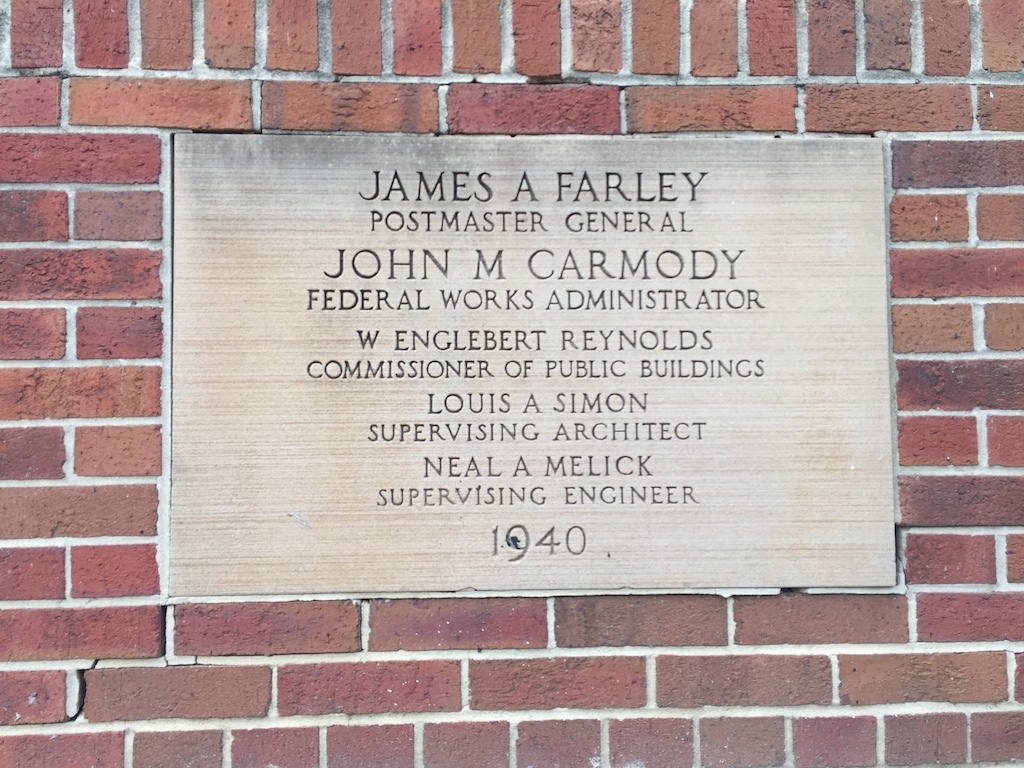 JAMES A FARLEY
POSTMASTER GENERAL
JOHN M CARMODY
FEDERAL WORKS ADMINISTRATOR
W ENGLEBERT REYNOLDS
COMMISSIONER OF PUBLIC BUILDINGS
LOUIS A SIMON
SUPERVISING ARCHITECT
NEAL A MELICK
SUPERVISING ENGINEER
1940